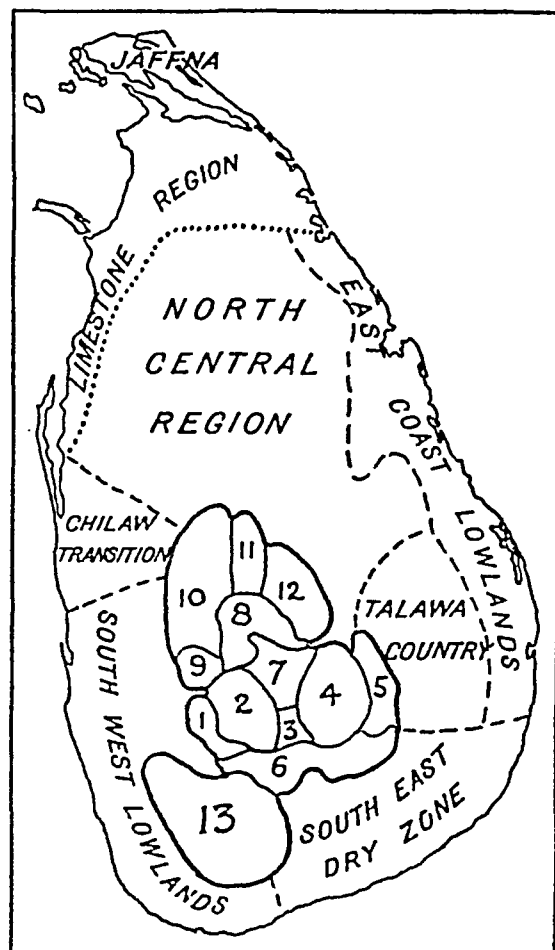 JAFFNA
LIMESTONE REGION
NORTH
CENTRAL
REGION
EAST COAST LOWLANDS
CHILAW
TRANSITION
11
10
12
8
TALAWA
COUNTRY
9
7
4
5
2
1
3
6
13
SOUTH WEST LOWLANDS
SOUTH EAST
DRY ZONE